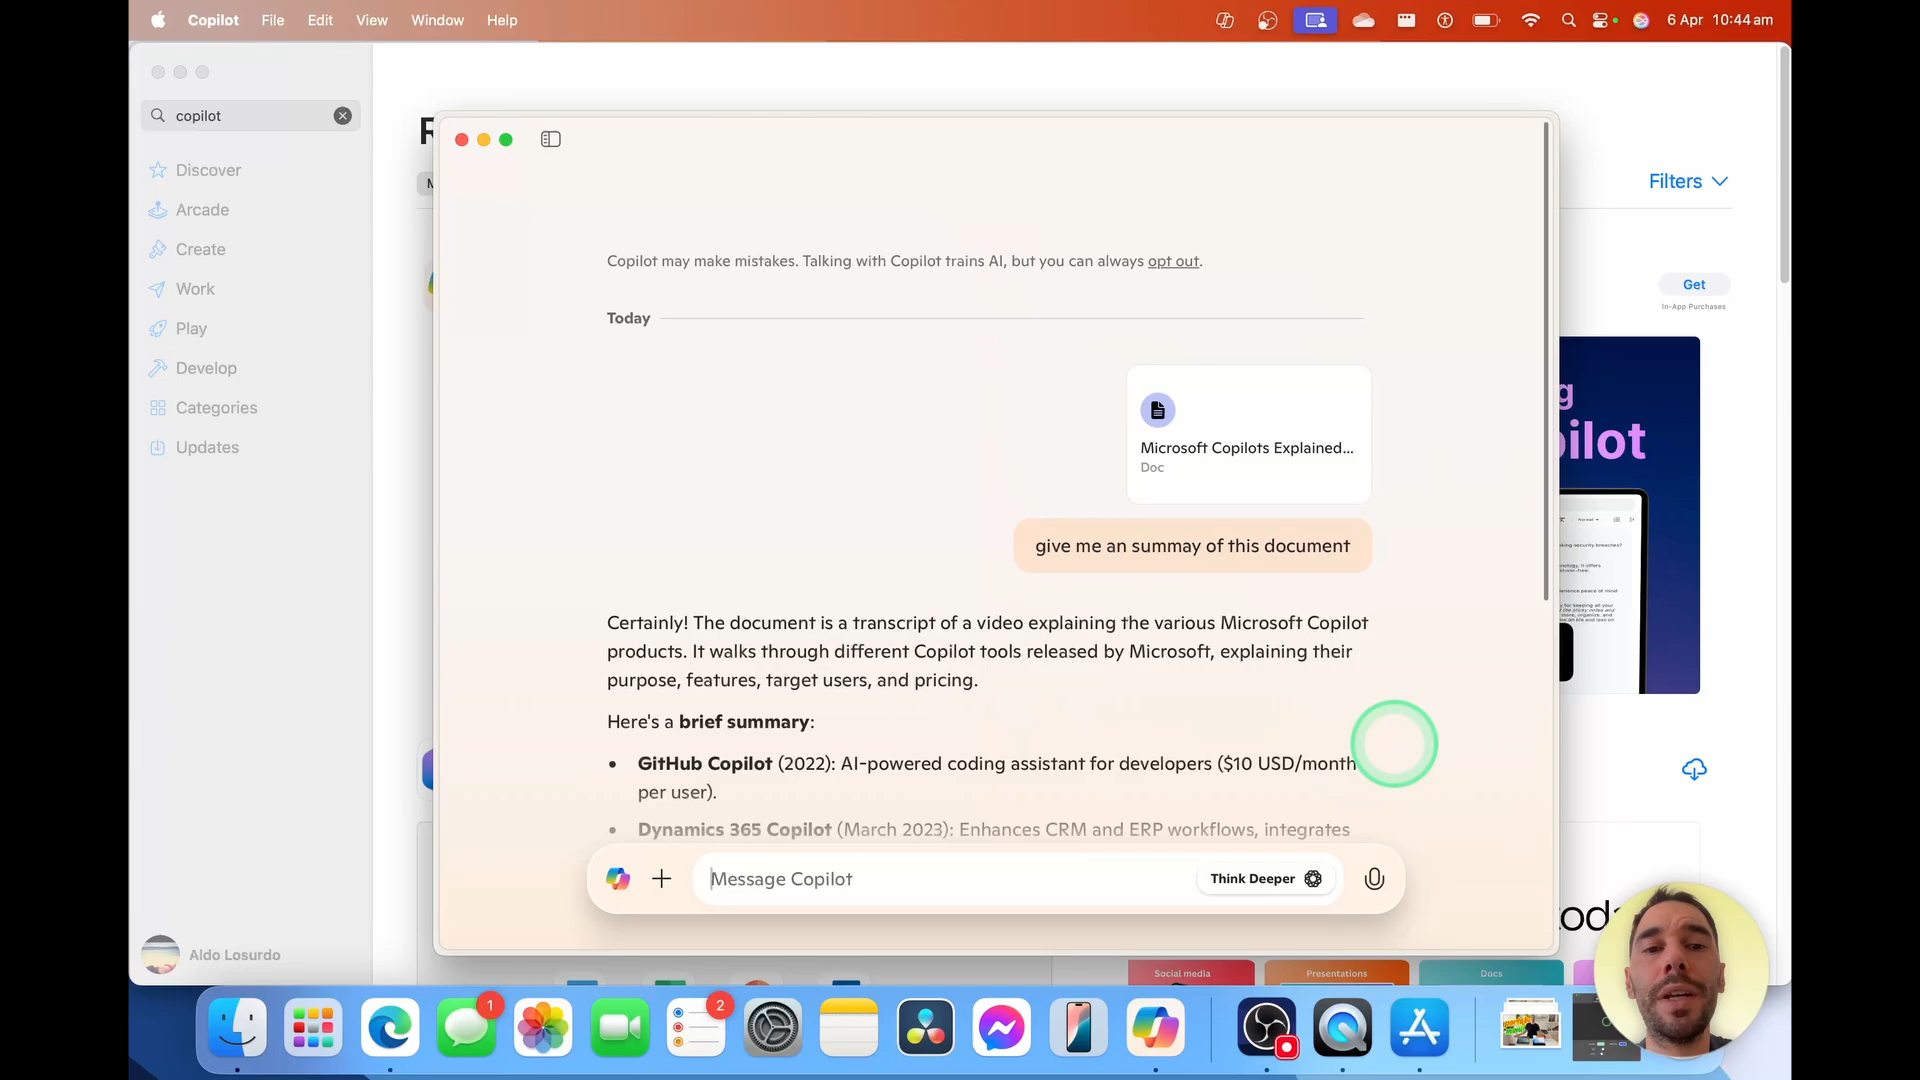 Copilot File Edit View Window Help 6 Apr 10:44 am
copilot
Discover
Arcade
Create
Work
Play
Develop
Categories
Updates
Aldo Losurdo
Filters
Get
In-App Purchases
Copilot may make mistakes. Talking with Copilot trains AI, but you can always opt out.
Today
Microsoft Copilots Explained...
Doc
give me an summay of this document
Certainly! The document is a transcript of a video explaining the various Microsoft Copilot
products. It walks through different Copilot tools released by Microsoft, explaining their
purpose, features, target users, and pricing.
Here's a brief summary:
• GitHub Copilot (2022): AI-powered coding assistant for developers ($10 USD/month
per user).
• Dynamics 365 Copilot (March 2023): Enhances CRM and ERP workflows, integrates
Message Copilot
Think Deeper
Social media
Presentations
Docs
1
2